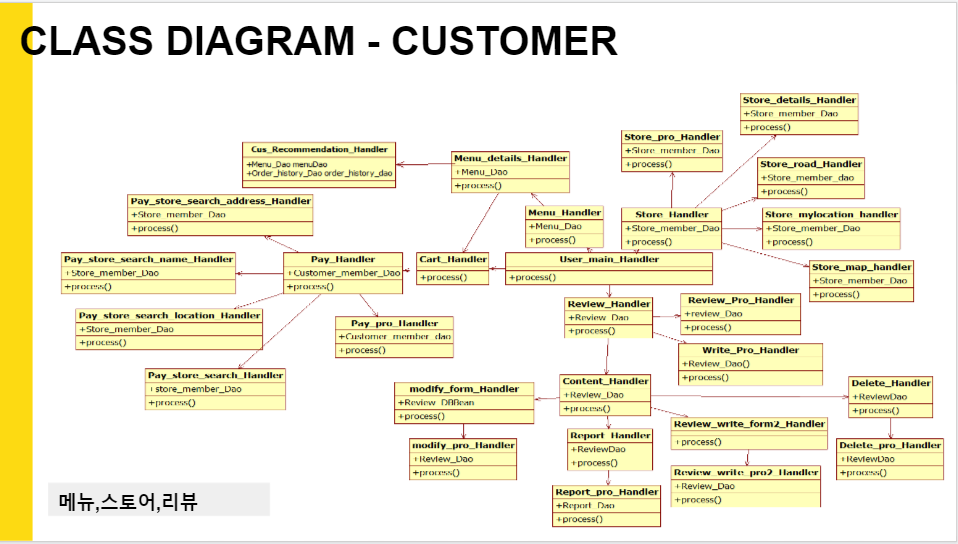 CLASS DIAGRAM - CUSTOMER
Store_details_Handler
+Store_member_Dao
+process()
Store_pro_Handler
+Store_member_Dao
+process()
Cus_Recommendation_Handler
+Menu_Dao menuDao
+Order_history_Dao order_history_dao
Menu_details_Handler
+Menu_Dao
+process()
Store_road_Handler
+Store_member_dao
+process()
Pay_store_search_address_Handler
+Store_member_Dao
+process()
Menu_Handler
+Menu_Dao
+process()
Store_Handler
+Store_member_Dao
+process()
Store_mylocation_handler
+Store_member_Dao
+process()
Pay_store_search_name_Handler
+Store_member_Dao
+process()
Pay_Handler
+Customer_member_Dao
+process()
Cart_Handler
+process()
User_main_Handler
+process()
Store_map_handler
+Store_member_Dao
+process()
Review_Handler
+Review_Dao
+process()
Review_Pro_Handler
+review_Dao
+process()
Pay_store_search_location_Handler
+Store_member_Dao
+process()
Pay_pro_Handler
+Customer_member_dao
+process()
Write_Pro_Handler
+Review_Dao()
+process()
Pay_store_search_Handler
+store_member_Dao
+process()
modify_form_Handler
+Review_DBBean
+process()
Content_Handler
+Review_Dao
+process()
Delete_Handler
+ReviewDao
+process()
Review_write_form2_Handler
+process()
modify_pro_Handler
+Review_Dao
+process()
Report_Handler
+ReviewDao
+process()
Delete_pro_Handler
+ReviewDao
+process()
Review_write_pro2_Handler
+Review_Dao
+process()
Report_pro_Handler
+Report_Dao
+process()
메뉴,스토어,리뷰